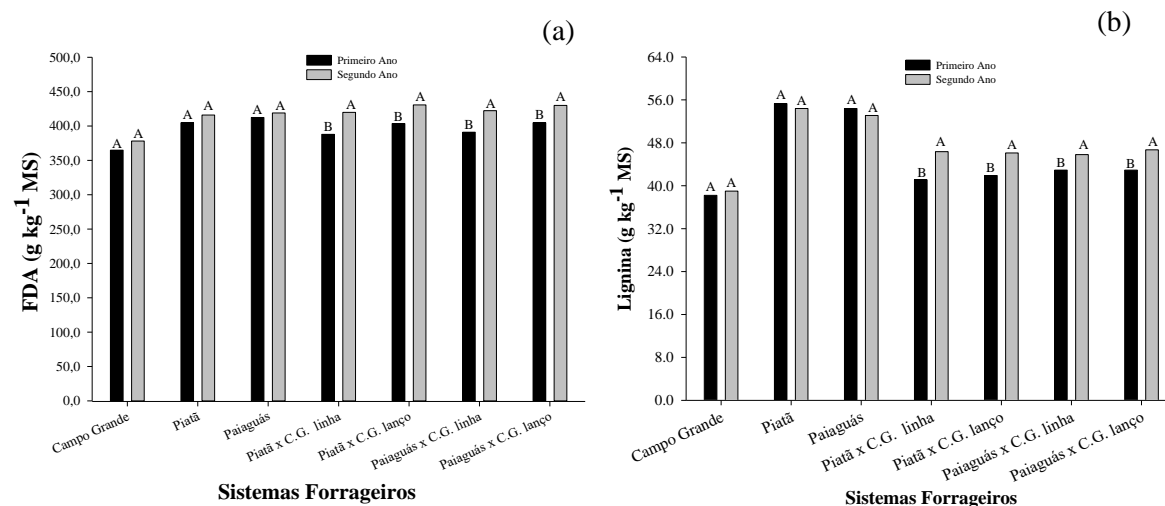 (a)
FDA (g kg-1 MS)
500,0
450,0
400,0
350,0
300,0
250,0
200,0
150,0
100,0
50,0
0,0
Primeiro Ano
Segundo Ano
A A
A A
A A
B A
B A
B A
B A
Campo Grande
Piatã
Paiaguás
Piatã x C.G. linha
Piatã x C.G. lanço
Paiaguás x C.G. linha
Paiaguás x C.G. lanço
Sistemas Forrageiros
(b)
Lignina (g kg-1 MS)
64.0
56.0
48.0
40.0
32.0
24.0
16.0
8.0
0.0
Primeiro Ano
Segundo Ano
A A
A A
A A
B A
B A
B A
B A
Campo Grande
Piatã
Paiaguás
Piatã x C.G. linha
Piatã x C.G. lanço
Paiaguás x C.G. linha
Paiaguás x C.G. lanço
Sistemas Forrageiros